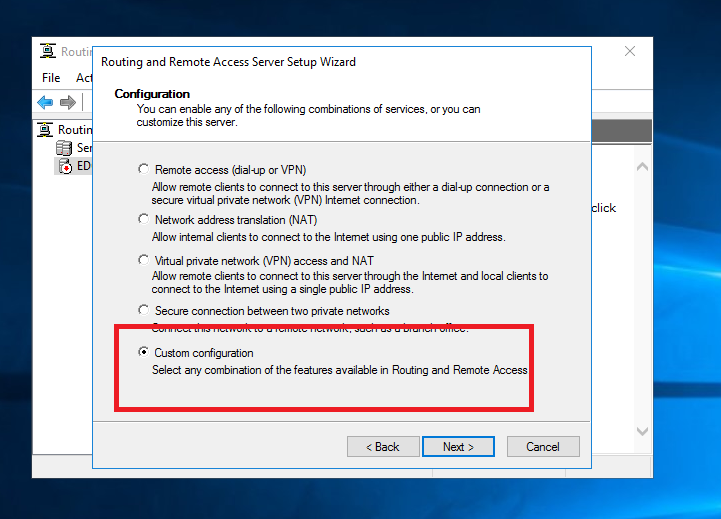 Routin
Routing and Remote Access Server Setup Wizard
File Act
Configuration
You can enable any of the following combinations of services, or you can
customize this server.
Routin
Ser
ED
Remote access (dial-up or VPN)
Allow remote clients to connect to this server through either a dial-up connection or a
secure virtual private network (VPN) Internet connection.
click
Network address translation (NAT)
Allow internal clients to connect to the Internet using one public IP address.
Virtual private network (VPN) access and NAT
Allow remote clients to connect to this server through the Internet and local clients to
connect to the Internet using a single public IP address.
Secure connection between two private networks
Connect this network to a remote network, such as a branch office.
Custom configuration
Select any combination of the features available in Routing and Remote Access
< Back
Next >
Cancel